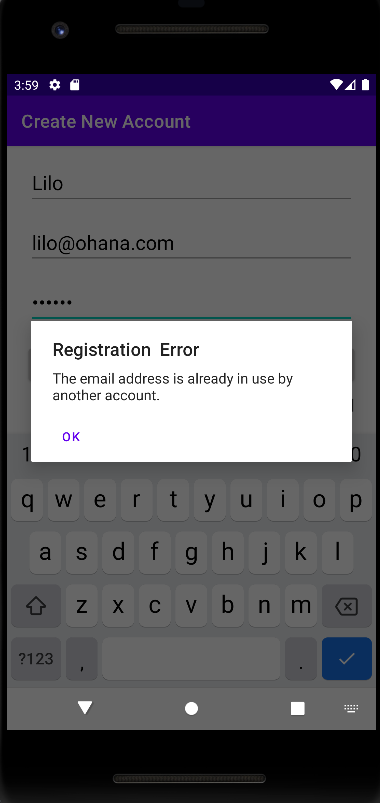 3:59
Create New Account
Lilo
lilo@ohana.com
••••••
Registration Error
The email address is already in use by
another account.
OK
1 0
q w e r t y u i o p
a s d f g h j k l
z x c v b n m
?123 , .